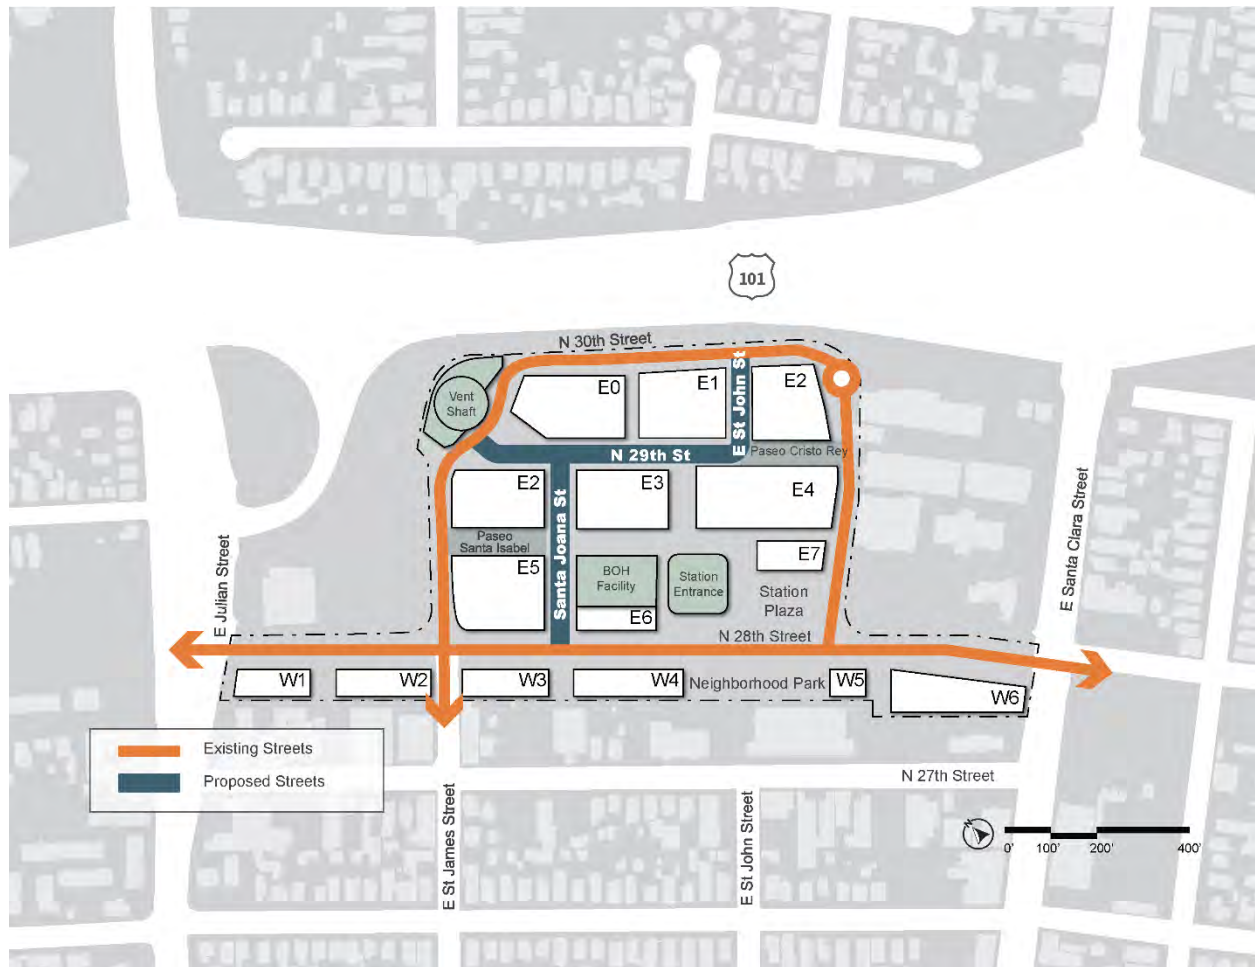 101
N 30th Street
Vent
Shaft
E0
E1
E2
E St John St
N 29th St
Paseo Cristo Rey
E2
E3
E4
Santa Joana St
Paseo
Santa Isabel
E5
BOH
Facility
E6
Station
Entrance
E7
Station
Plaza
N 28th Street
E Julian Street
E Santa Clara Street
W1
W2
W3
W4
Neighborhood Park
W5
W6
Existing Streets
Proposed Streets
N 27th Street
E St James Street
E St John Street
N
0'
100'
200'
400'